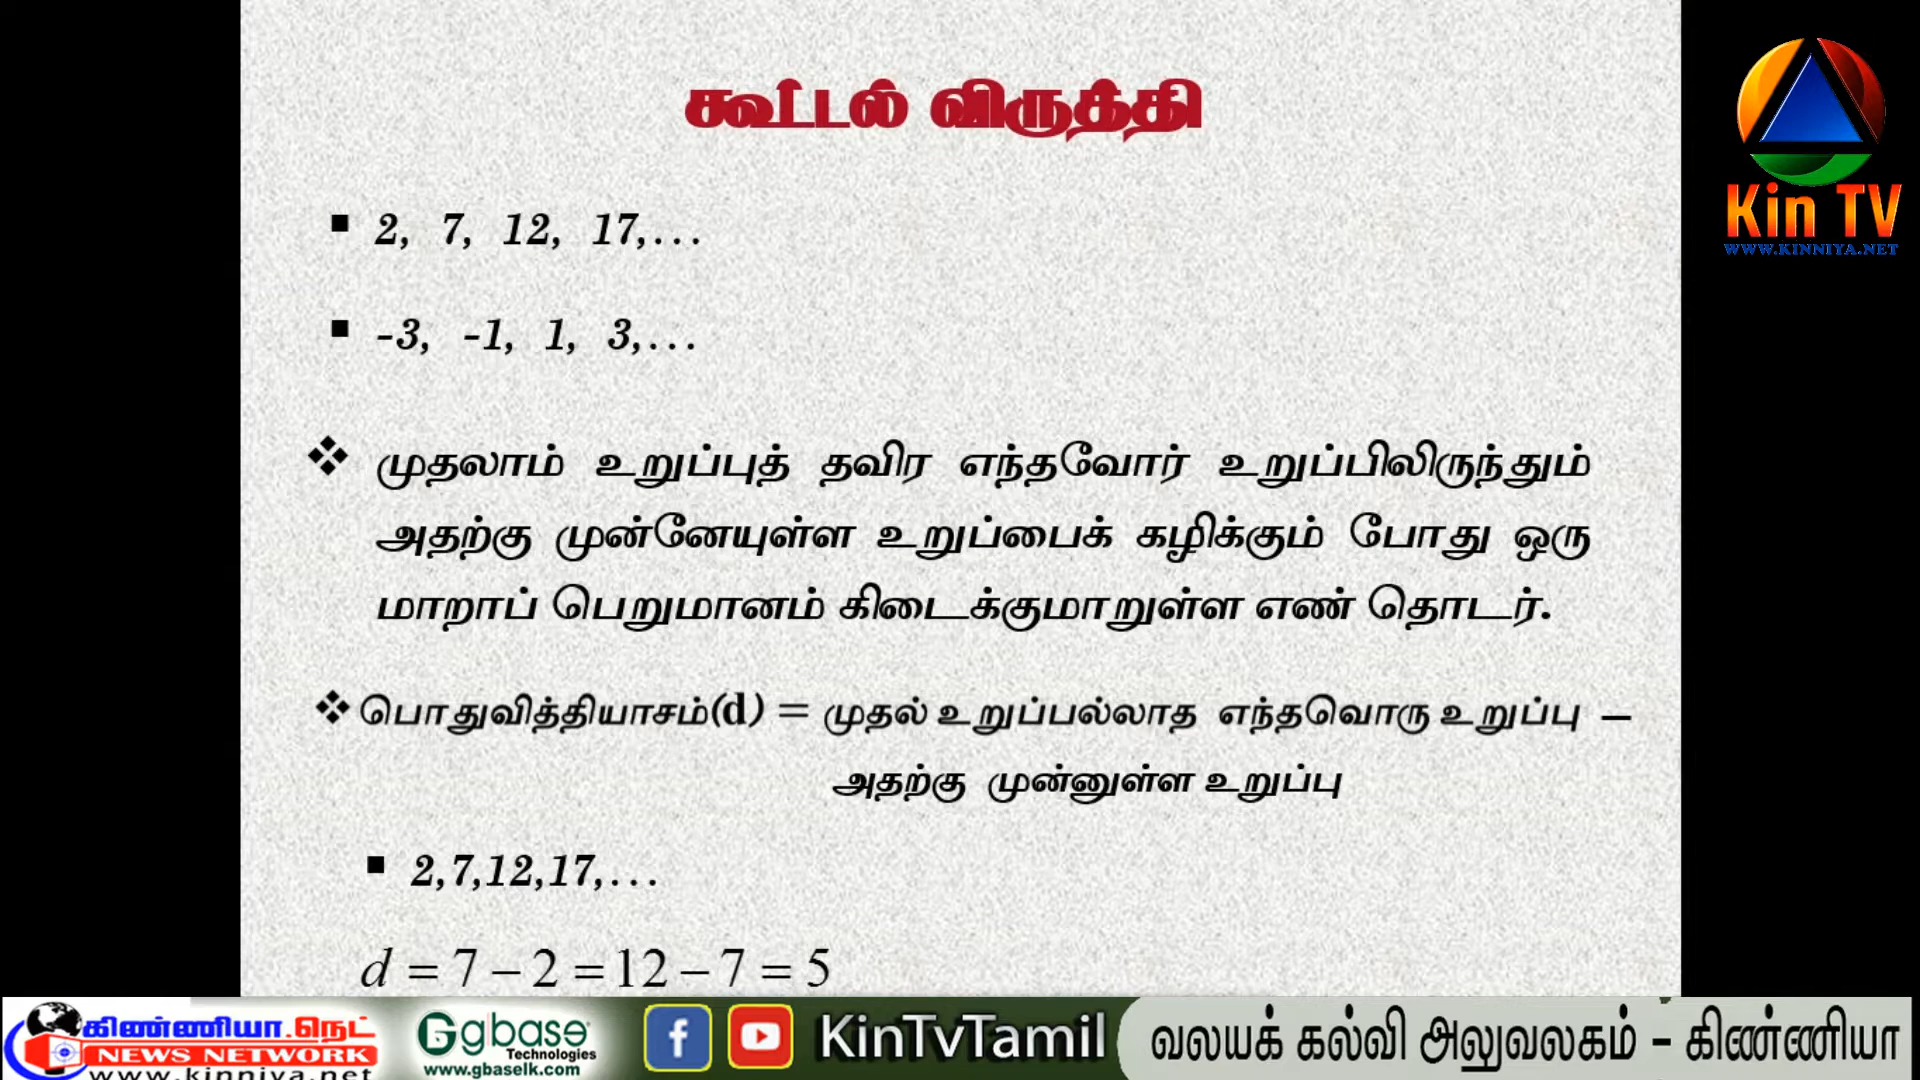 கூட்டல் விருத்தி
Kin TV
WWW.KINNIYA.NET
▪ 2, 7, 12, 17,...
▪ -3, -1, 1, 3,...
❖ முதலாம் உறுப்புத் தவிர எந்தவோர் உறுப்பிலிருந்தும்
அதற்கு முன்னேயுள்ள உறுப்பைக் கழிக்கும் போது ஒரு
மாறாப் பெறுமானம் கிடைக்குமாறுள்ள எண் தொடர்.
❖ பொதுவித்தியாசம்(d) = முதல் உறுப்பல்லாத எந்தவொரு உறுப்பு –
அதற்கு முன்னுள்ள உறுப்பு
▪ 2,7,12,17,...
d = 7 – 2 = 12 – 7 = 5
கிண்ணியா.நெட்
NEWS NETWORK
www.kinniya.net
gbase
Technologies
www.gbaselk.com
KinTvTamil
வலயக் கல்வி அலுவலகம் - கிண்ணியா